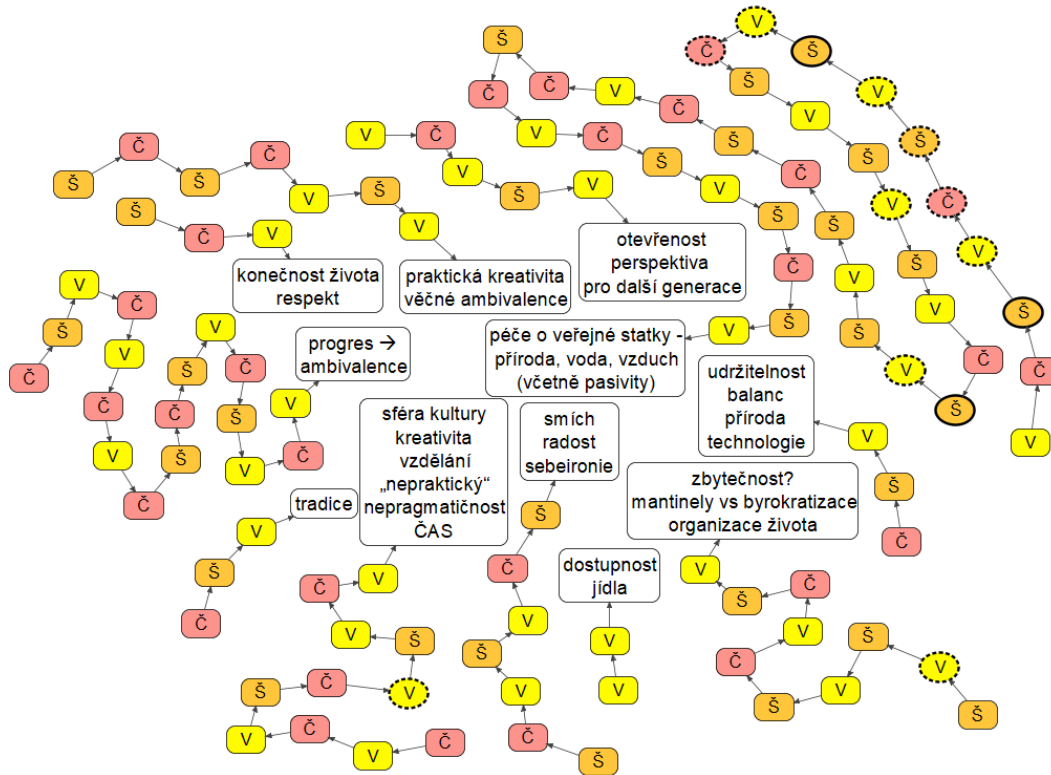 Š
Č
Š
Č
V
Š
V
praktická kreativita
věčné ambivalence
Š
Č
V
konečnost života
respekt
V
Č
V
Š
V
otevřenost
perspektiva
pro další generace
V
Č
Š
V
Č
Š
V
Š
V
Č
Š
V
Š
V
Š
V
Č
Š
V
Š
V
Š
Č
Š
Č
V
Č
Š
Č
V
Č
Š
V
Š
Č
Š
V
péče o veřejné statky -
příroda, voda, vzduch
(včetně pasivity)
Č
Š
V
Č
V
Č
V
Č
Š
Č
Š
V
Č
Š
V
Č
V
progres →
ambivalence
Č
Š
V
udržitelnost
balanc
příroda
technologie
Č
Š
V
tradice
Č
V
Č
V
Š
Č
V
Š
V
Č
V
sféra kultury
kreativita
vzdělání
„nepraktický“
nepragmatičnost
ČAS
Š
Č
V
Š
V
Č
Š
smích
radost
sebeironie
V
V
dostupnost
jídla
Š
V
Š
V
Š
Č
V
Č
Š
V
zbytečnost?
mantinely vs byrokratizace
organizace života